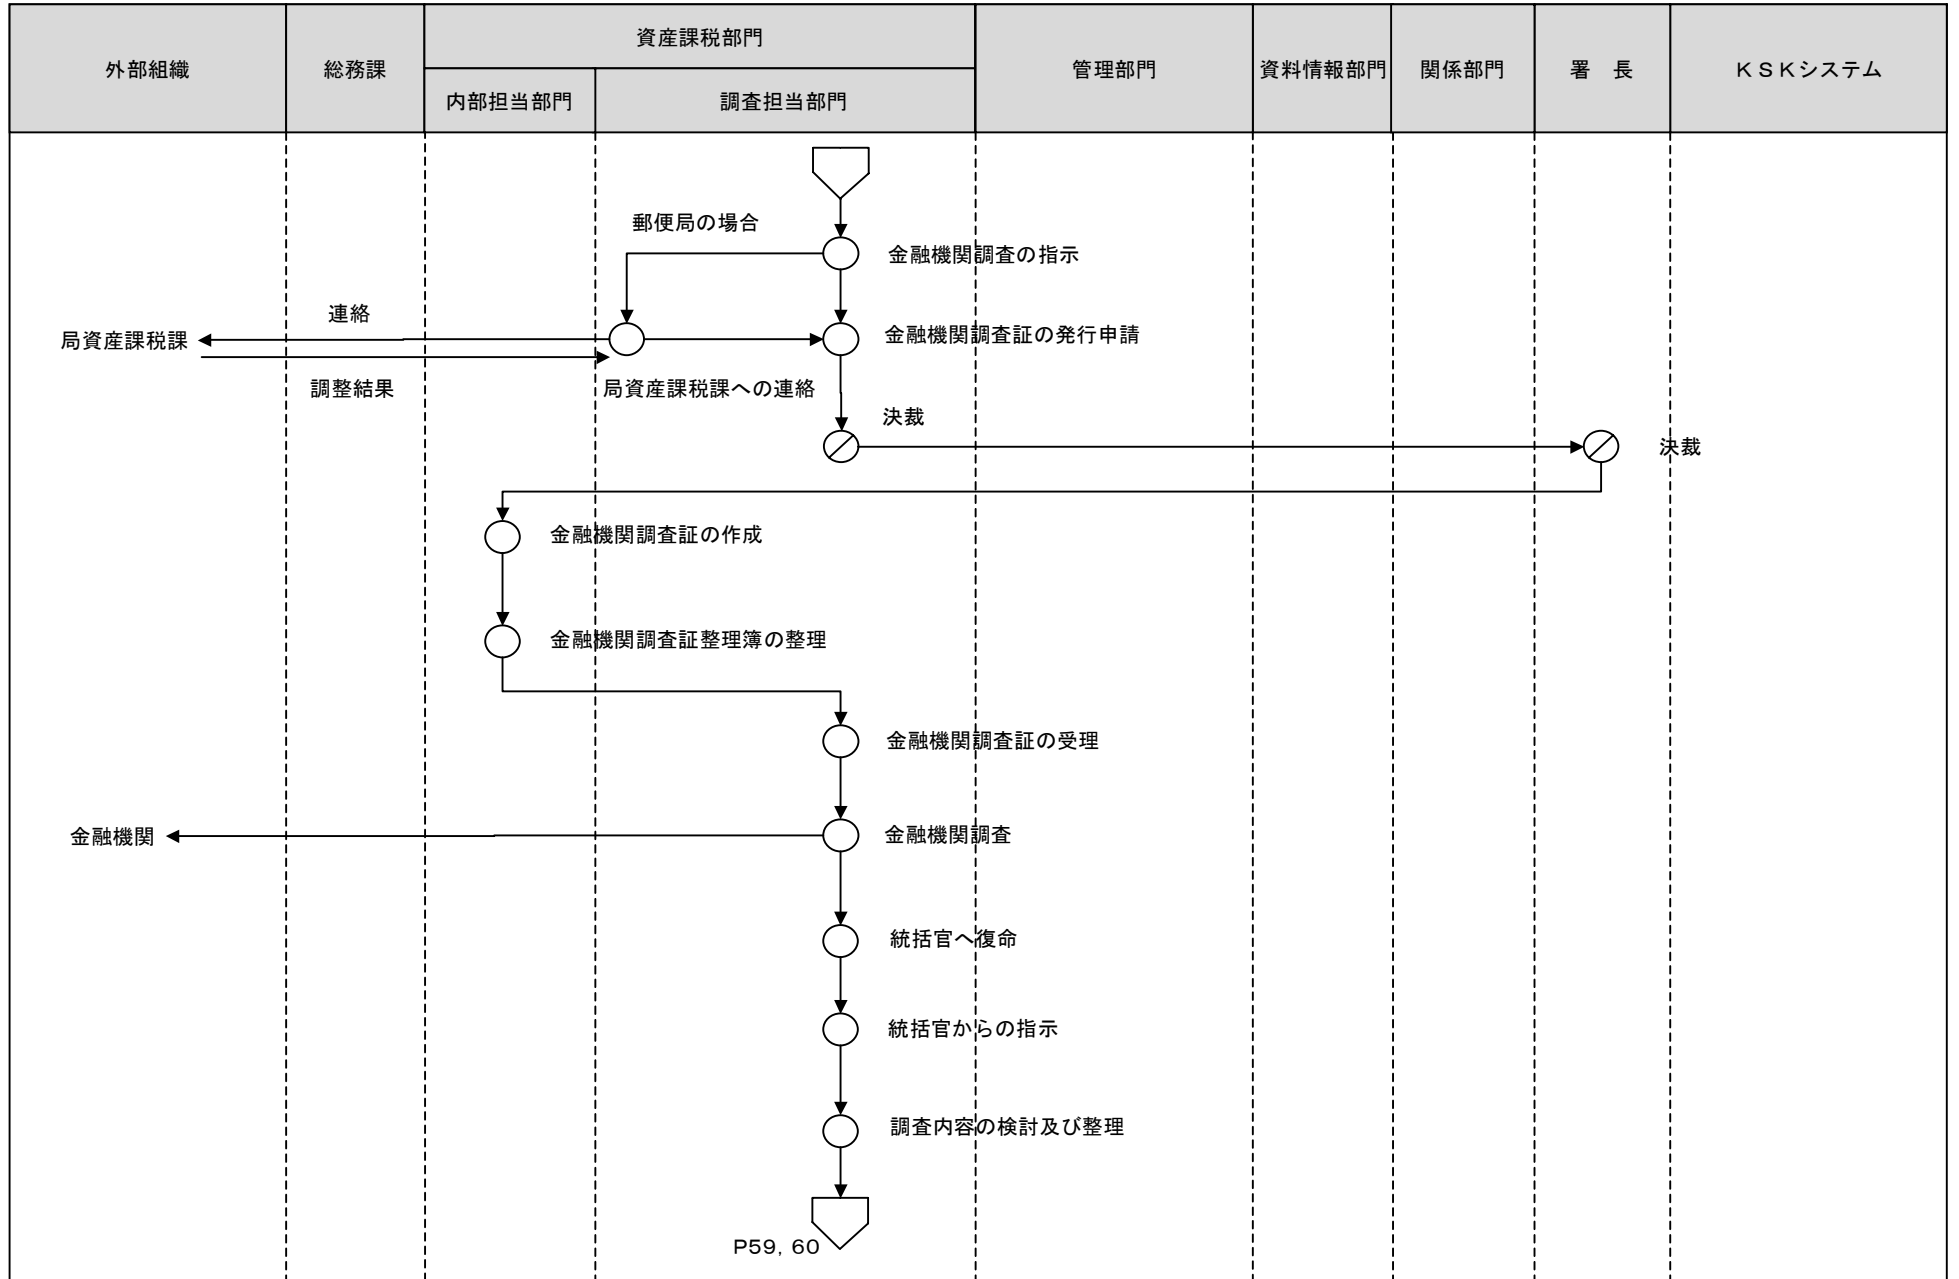 外部組織
総務課
資産課税部門
内部担当部門
調査担当部門
管理部門
資料情報部門
関係部門
署　長
ＫＳＫシステム
郵便局の場合
金融機関調査の指示
連絡
局資産課税課
金融機関調査証の発行申請
調整結果
局資産課税課への連絡
決裁
決裁
金融機関調査証の作成
金融機関調査証整理簿の整理
金融機関調査証の受理
金融機関
金融機関調査
統括官へ復命
統括官からの指示
調査内容の検討及び整理
P59, 60